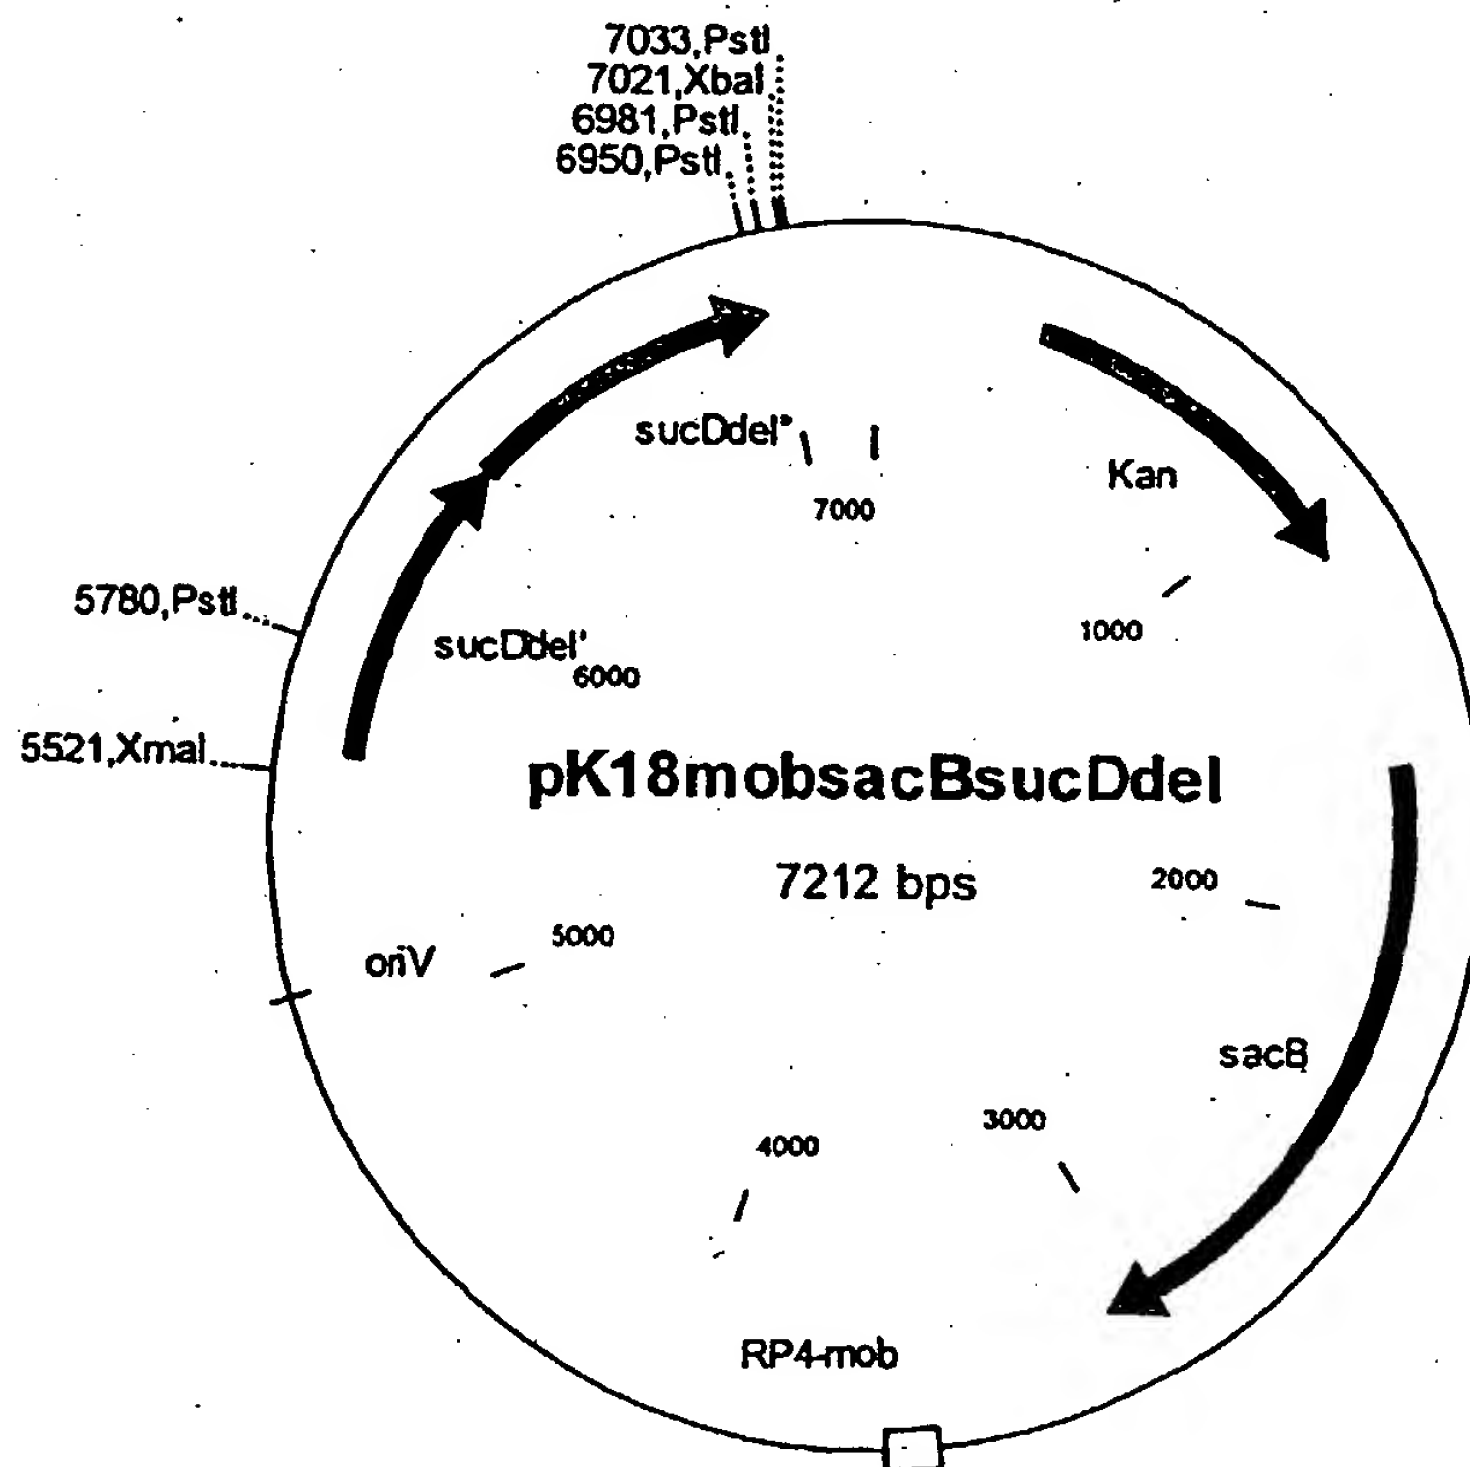 7033,PstI
7021,XbaI
6981,PstI
6950,PstI
sucDdel"
7000
Kan
5780,PstI
sucDdel'
6000
1000
5521,XmaI
pK18mobsacBsucDdel
7212 bps
2000
5000
oriV
sacB
3000
4000
RP4-mob